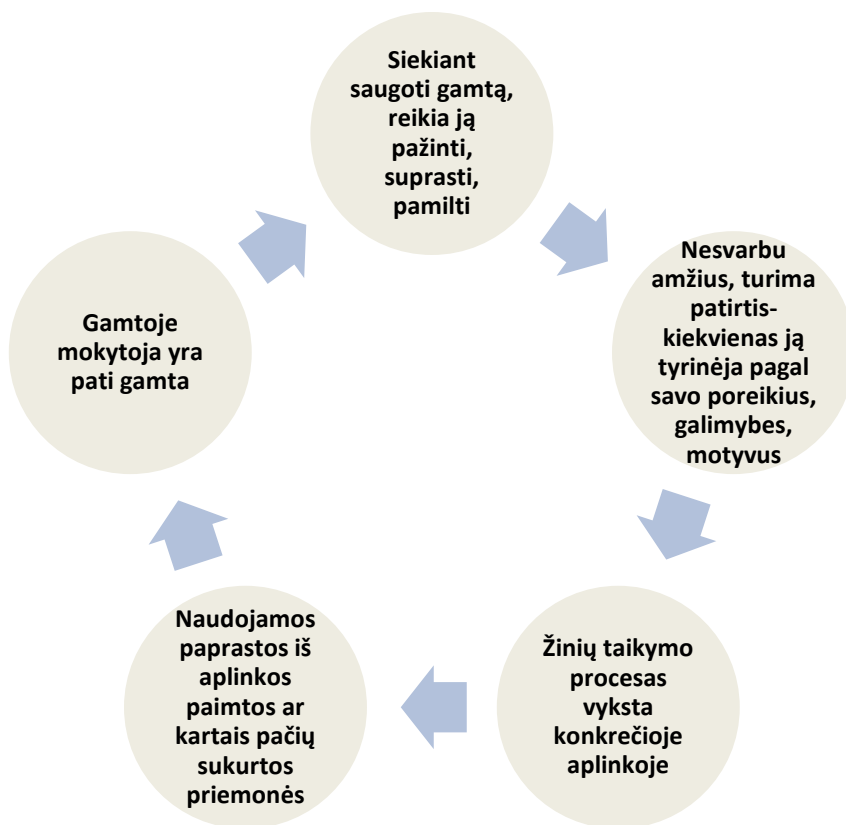 Siekiant
saugoti gamtą,
reikia ją
pažinti,
suprasti,
pamilti
Nesvarbu
amžius, turima
patirtis-
kiekvienas ją
tyrinėja pagal
savo poreikius,
galimybes,
motyvus
Žinių taikymo
procesas
vyksta
konkrečioje
aplinkoje
Naudojamos
paprastos iš
aplinkos
paimtos ar
kartais pačių
sukurtos
priemonės
Gamtoje
mokytoja yra
pati gamta